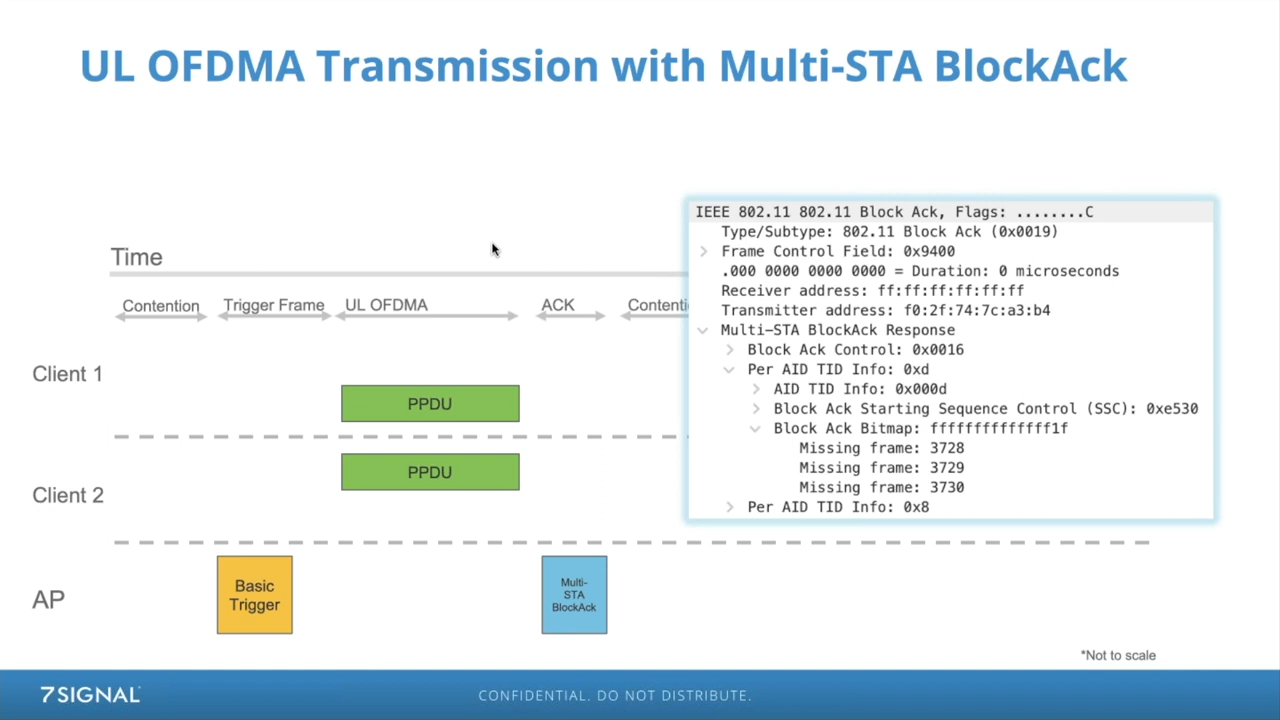 UL OFDMA Transmission with Multi-STA BlockAck
Time
Contention
Trigger Frame
UL OFDMA
ACK
Contenti
Client 1
PPDU
Client 2
PPDU
AP
Basic
Trigger
Multi-
STA
BlockAck
IEEE 802.11 802.11 Block Ack, Flags: ........C
Type/Subtype: 802.11 Block Ack (0x0019)
Frame Control Field: 0x9400
.000 0000 0000 0000 = Duration: 0 microseconds
Receiver address: ff:ff:ff:ff:ff:ff
Transmitter address: f0:2f:74:7c:a3:b4
Multi–STA BlockAck Response
Block Ack Control: 0x0016
Per AID TID Info: 0xd
AID TID Info: 0x000d
Block Ack Starting Sequence Control (SSC): 0xe530
Block Ack Bitmap: ffffffffffffff1f
Missing frame: 3728
Missing frame: 3729
Missing frame: 3730
Per AID TID Info: 0x8
*Not to scale
7SIGNAL
CONFIDENTIAL. DO NOT DISTRIBUTE.